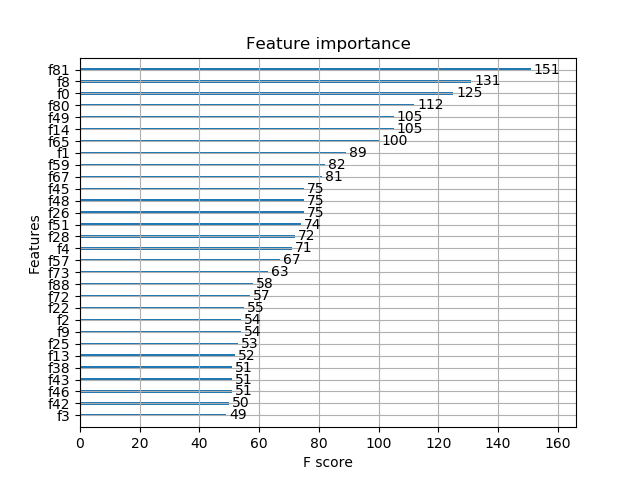 Feature importance
f81 151
f8 131
f0 125
f80 112
f49 105
f14 105
f65 100
f1 89
f59 82
f67 81
f45 75
f48 75
f26 75
f51 74
f28 72
f4 71
f57 67
f73 63
f88 58
f72 57
f22 55
f2 54
f9 54
f25 53
f13 52
f38 51
f43 51
f46 51
f42 50
f3 49
Features
0 20 40 60 80 100 120 140 160
F score